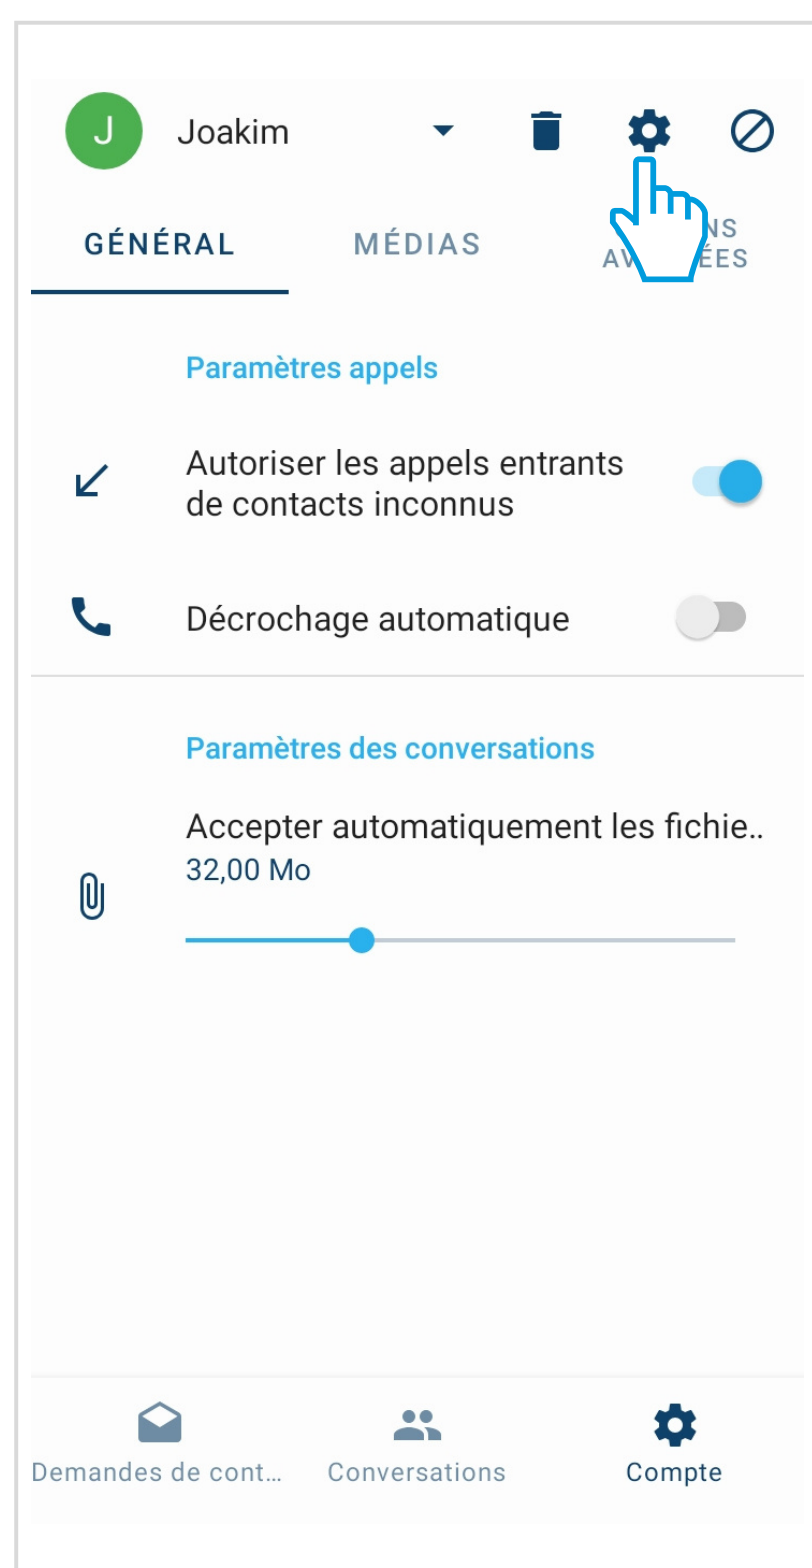 J
Joakim
GÉNÉRAL
MÉDIAS
Paramètres appels
Autoriser les appels entrants
de contacts inconnus
Décrochage automatique
Paramètres des conversations
Accepter automatiquement les fichie..
32,00 Mo
Demandes de cont...
Conversations
Compte